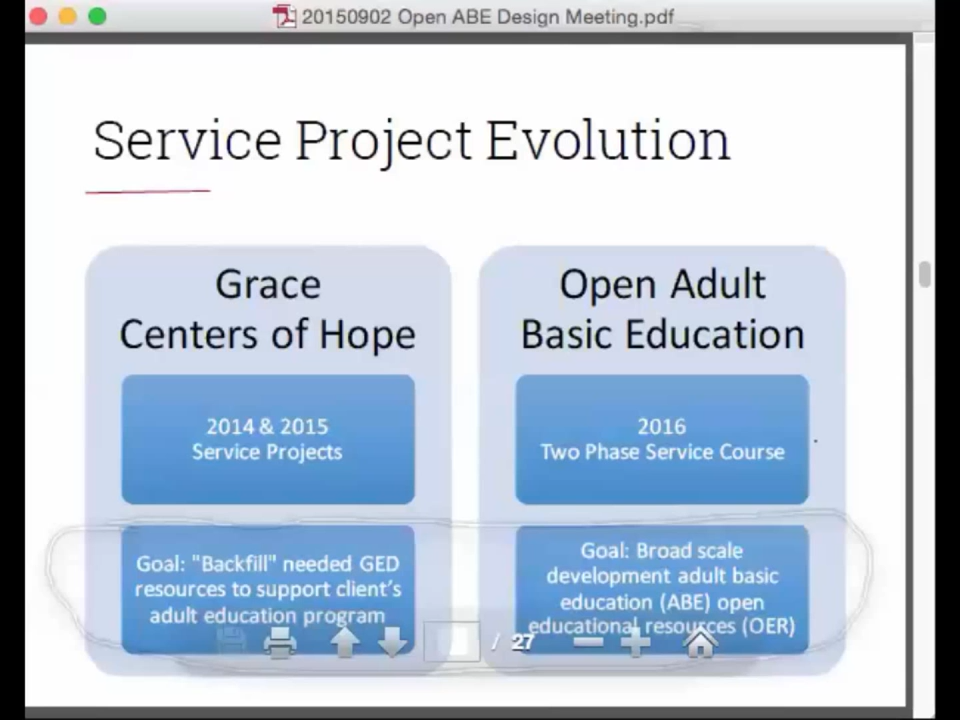 20150902 Open ABE Design Meeting.pdf
Service Project Evolution
Grace
Centers of Hope
2014 & 2015
Service Projects
Goal: "Backfill" needed GED
resources to support client's
adult education program
Open Adult
Basic Education
2016
Two Phase Service Course
Goal: Broad scale
development adult basic
education (ABE) open
educational resources (OER)
/ 27